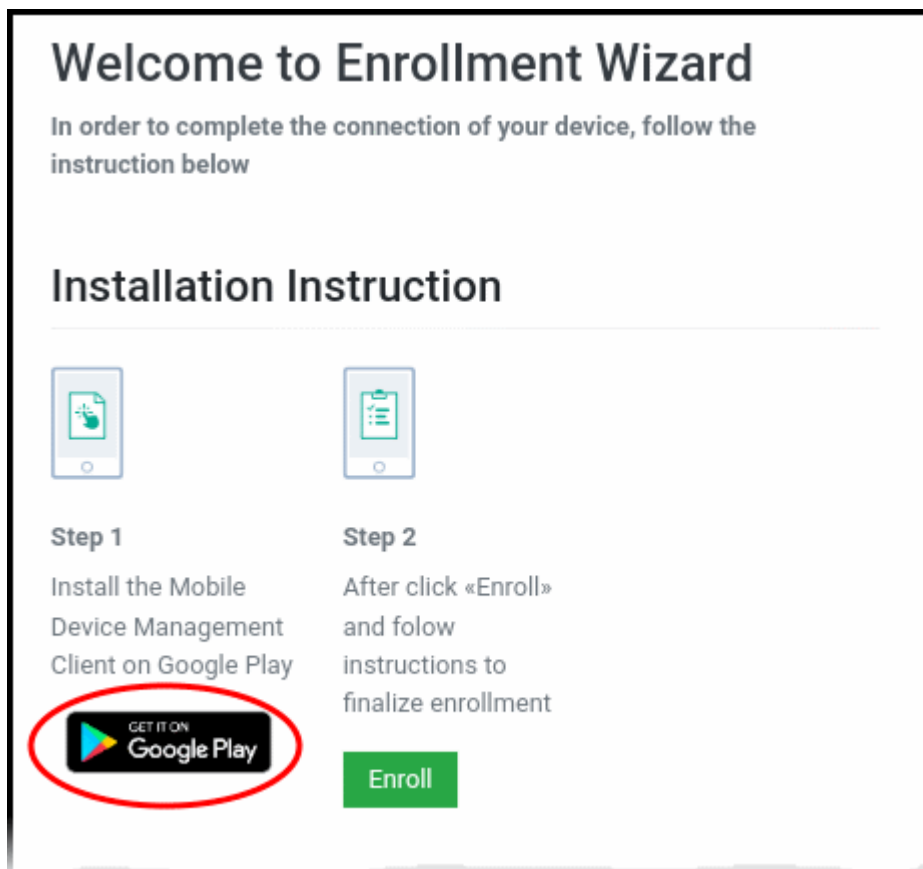 Welcome to Enrollment Wizard
In order to complete the connection of your device, follow the
instruction below
Installation Instruction
Step 1
Install the Mobile
Device Management
Client on Google Play
GET IT ON
Google Play
Step 2
After click «Enroll»
and folow
instructions to
finalize enrollment
Enroll